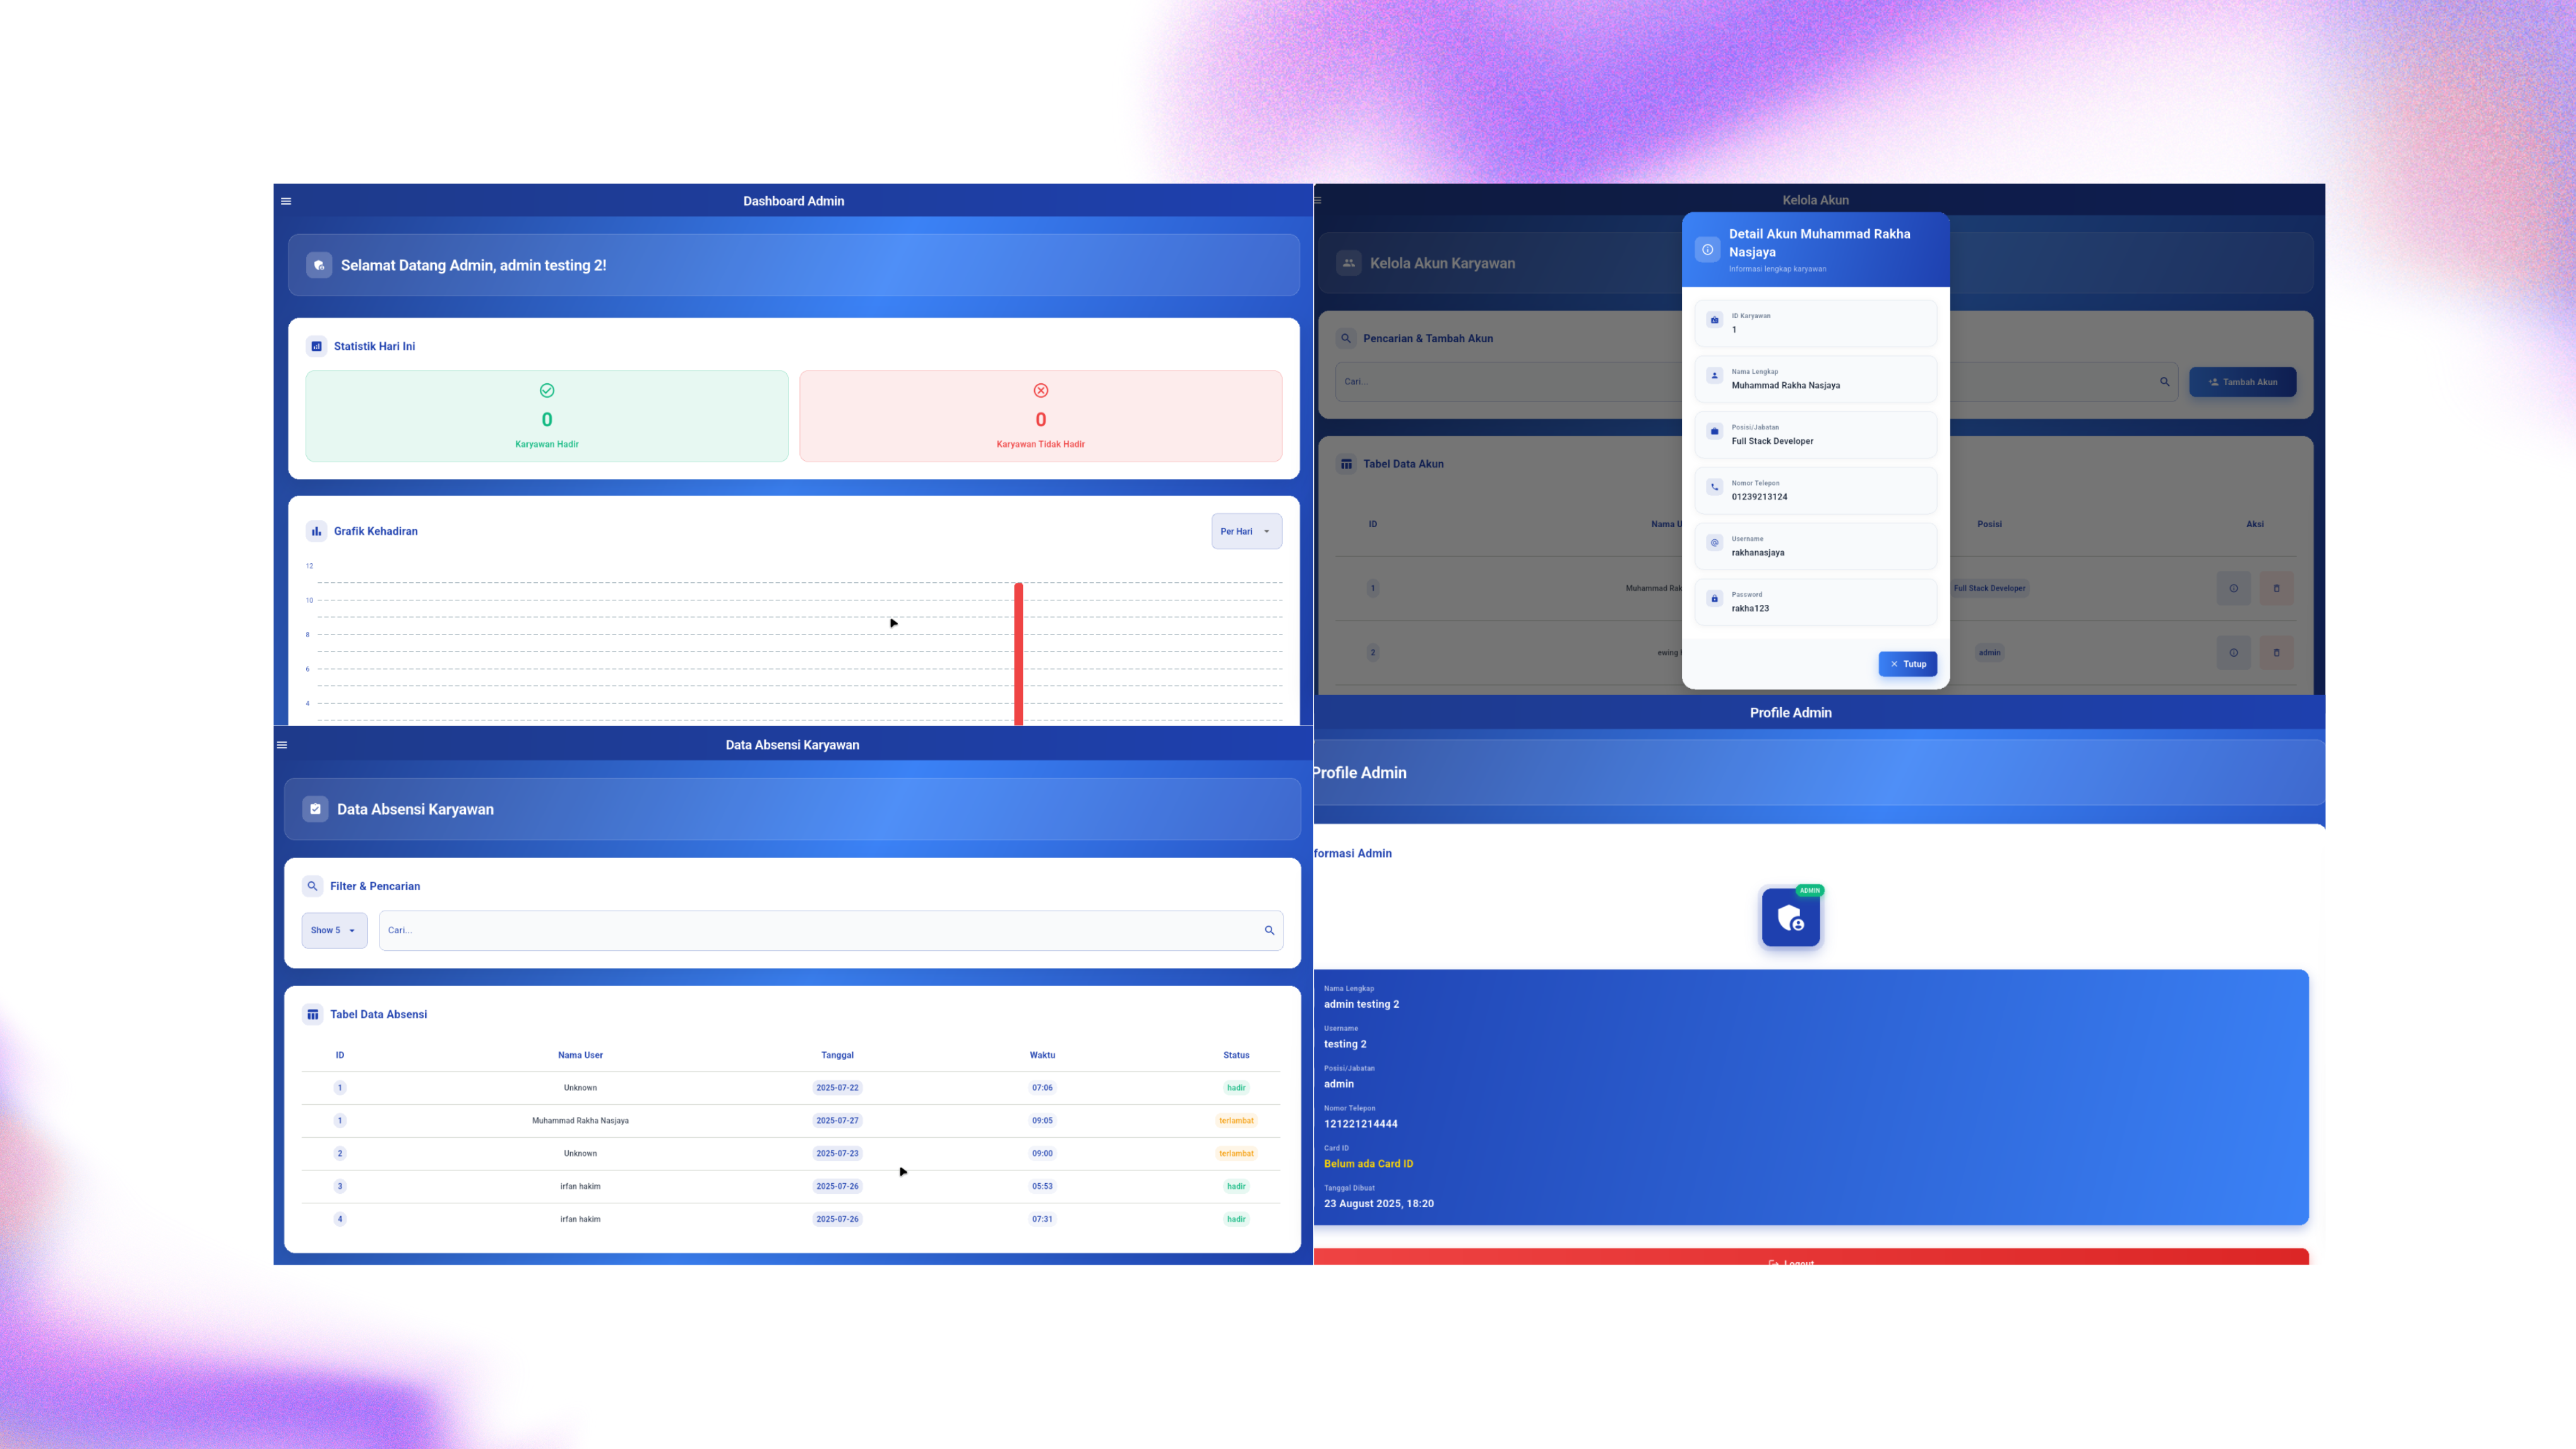 Dashboard Admin
Selamat Datang Admin, admin testing 2!
Statistik Hari Ini
0
Karyawan Hadir
0
Karyawan Tidak Hadir
Grafik Kehadiran
Per Hari
12
10
8
6
4
Kelola Akun
Kelola Akun Karyawan
Pencarian & Tambah Akun
Cari...
Tambah Akun
Tabel Data Akun
ID Nama U Posisi Aksi
1 Muhammad Rak Full Stack Developer
2 ewing admin
Detail Akun Muhammad Rakha
Nasjaya
Informasi lengkap karyawan
ID Karyawan
1
Nama Lengkap
Muhammad Rakha Nasjaya
Posisi/Jabatan
Full Stack Developer
Nomor Telepon
01239213124
Username
rakhanasjaya
Password
rakha123
Tutup
Data Absensi Karyawan
Data Absensi Karyawan
Filter & Pencarian
Show 5
Cari...
Tabel Data Absensi
ID Nama User Tanggal Waktu Status
1 Unknown 2025-07-22 07:06 hadir
1 Muhammad Rakha Nasjaya 2025-07-27 09:05 terlambat
2 Unknown 2025-07-23 09:00 terlambat
3 irfan hakim 2025-07-26 05:53 hadir
4 irfan hakim 2025-07-26 07:31 hadir
Profile Admin
Profile Admin
formasi Admin
ADMIN
Nama Lengkap
admin testing 2
Username
testing 2
Posisi/Jabatan
admin
Nomor Telepon
121221214444
Card ID
Belum ada Card ID
Tanggal Dibuat
23 August 2025, 18:20
Logout